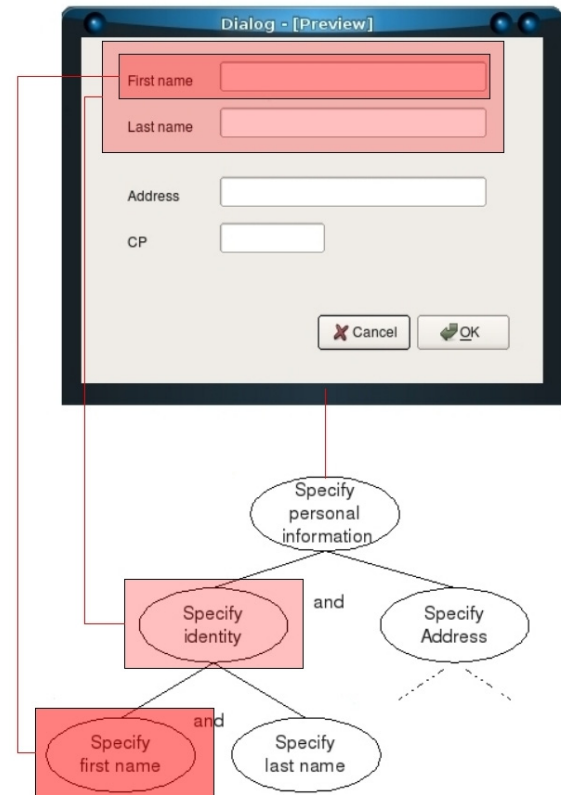 Dialog - [Preview]
First name
Last name
Address
CP
Cancel
OK
Specify
personal
information
and
Specify
identity
Specify
Address
and
Specify
first name
Specify
last name